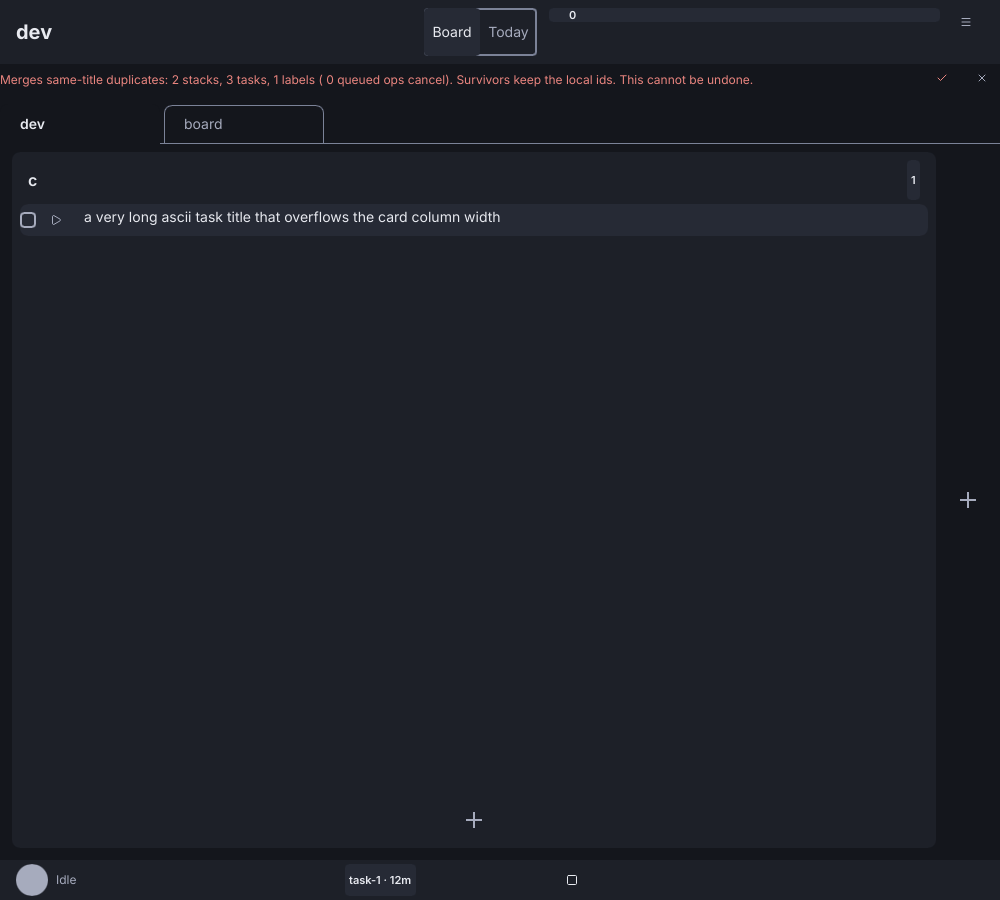 dev
Board Today
0
Merges same-title duplicates: 2 stacks, 3 tasks, 1 labels ( 0 queued ops cancel). Survivors keep the local ids. This cannot be undone.
dev board
c 1
a very long ascii task title that overflows the card column width
Idle task-1 · 12m